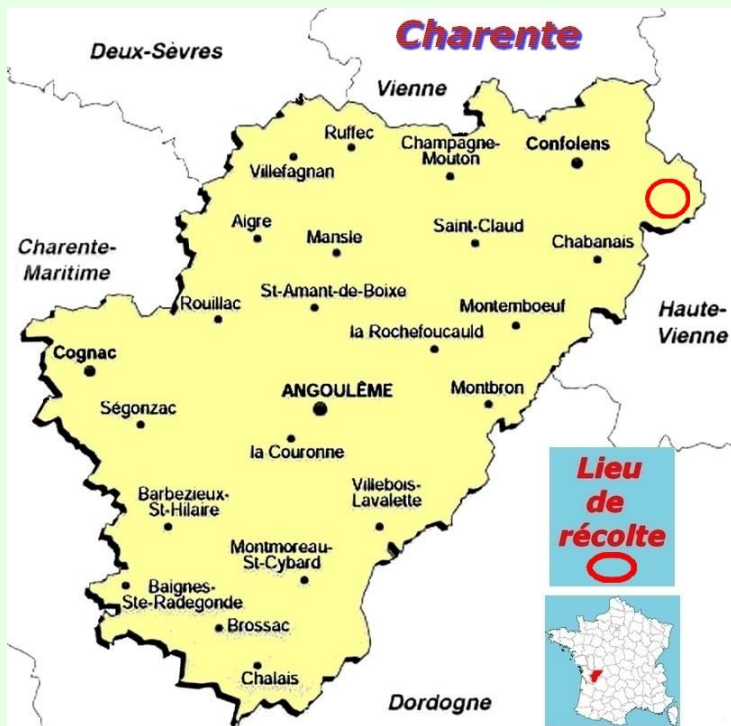 Charente
Deux-Sèvres
Vienne
Ruffec
Champagne-
Mouton
Confolens
Villefagnan
Aigre
Mansle
Saint-Claud
Chabanais
Charente-
Maritime
Rouillac
St-Amant-de-Boixe
Montemboeuf
Haute-
Vienne
la Rochefoucauld
Cognac
ANGOULÊME
Montbron
Ségonzac
la Couronne
Lieu
de
récolte
Barbezieux-
St-Hilaire
Villebois-
Lavalette
Montmoreau-
St-Cybard
Baignes-
Ste-Radegonde
Brossac
Chalais
Dordogne